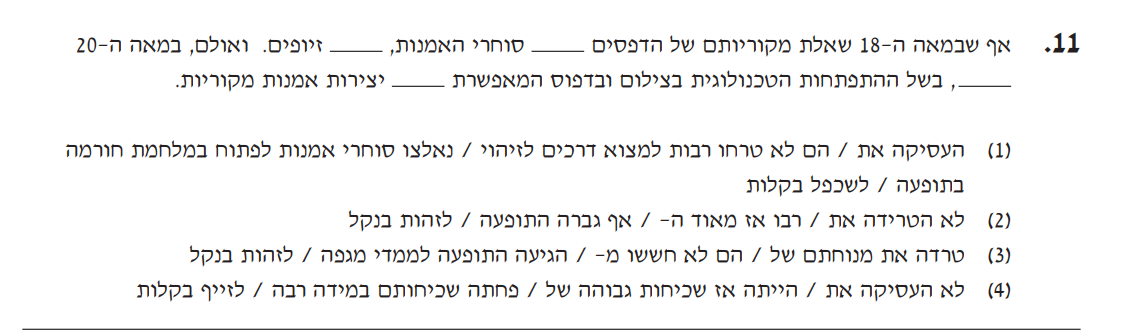 11. אף שבמאה ה-18 שאלת מקוריותם של הדפסים _____ סוחרי האמנות, _____ זיופים. ואולם, במאה ה-20
_____, בשל ההתפתחות הטכנולוגית בצילום ובדפוס המאפשרת _____ יצירות אמנות מקוריות.
(1) העסיקה את / הם לא טרחו רבות למצוא דרכים לזיהוי / נאלצו סוחרי אמנות לפתוח במלחמת חורמה
בתופעה / לשכפל בקלות
(2) לא הטרידה את / רבו אז מאוד ה- / אף גברה התופעה / לזהות בנקל
(3) טרדה את מנוחתם של / הם לא חששו מ- / הגיעה התופעה לממדי מגפה / לזהות בנקל
(4) לא העסיקה את / הייתה אז שכיחות גבוהה של / פחתה שכיחותם במידה רבה / לזייף בקלות